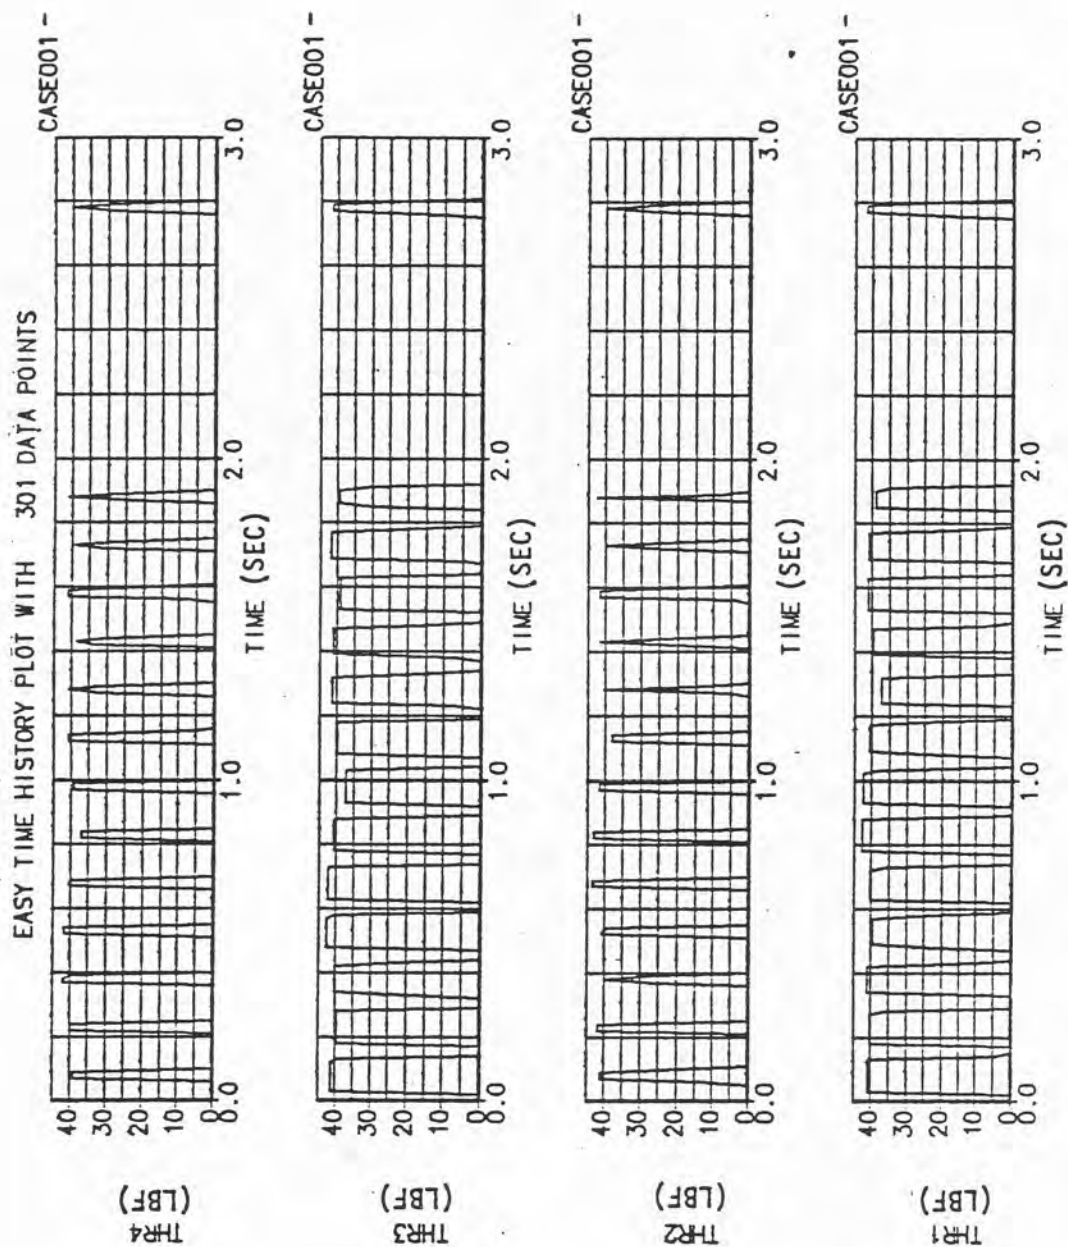 EASY TIME HISTORY PLOT WITH 301 DATA POINTS
CASE001 -
THR4
(LBF)
40
30
20
10
0
0.0
1.0
2.0
3.0
TIME (SEC)
CASE001 -
THR3
(LBF)
40
30
20
10
0
0.0
1.0
2.0
3.0
TIME (SEC)
CASE001 -
THR2
(LBF)
40
30
20
10
0
0.0
1.0
2.0
3.0
TIME (SEC)
CASE001 -
THR1
(LBF)
40
30
20
10
0
0.0
1.0
2.0
3.0
TIME (SEC)